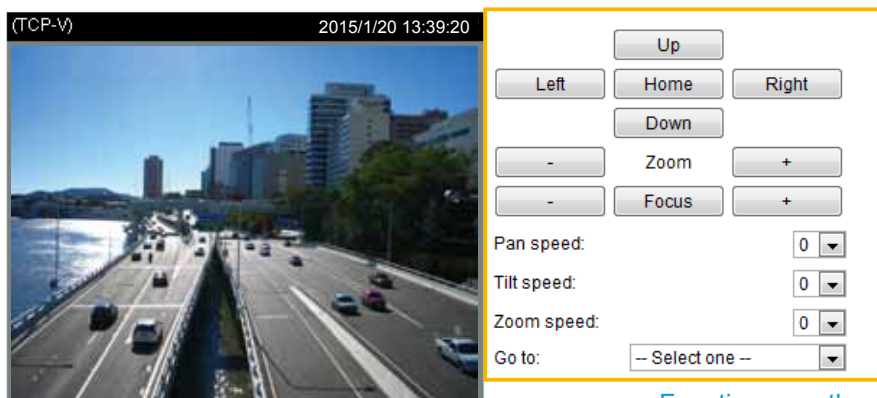 (TCP-V) 2015/1/20 13:39:20
Up
Left Home Right
Down
- Zoom +
- Focus +
Pan speed: 0
Tilt speed: 0
Zoom speed: 0
Go to: -- Select one --